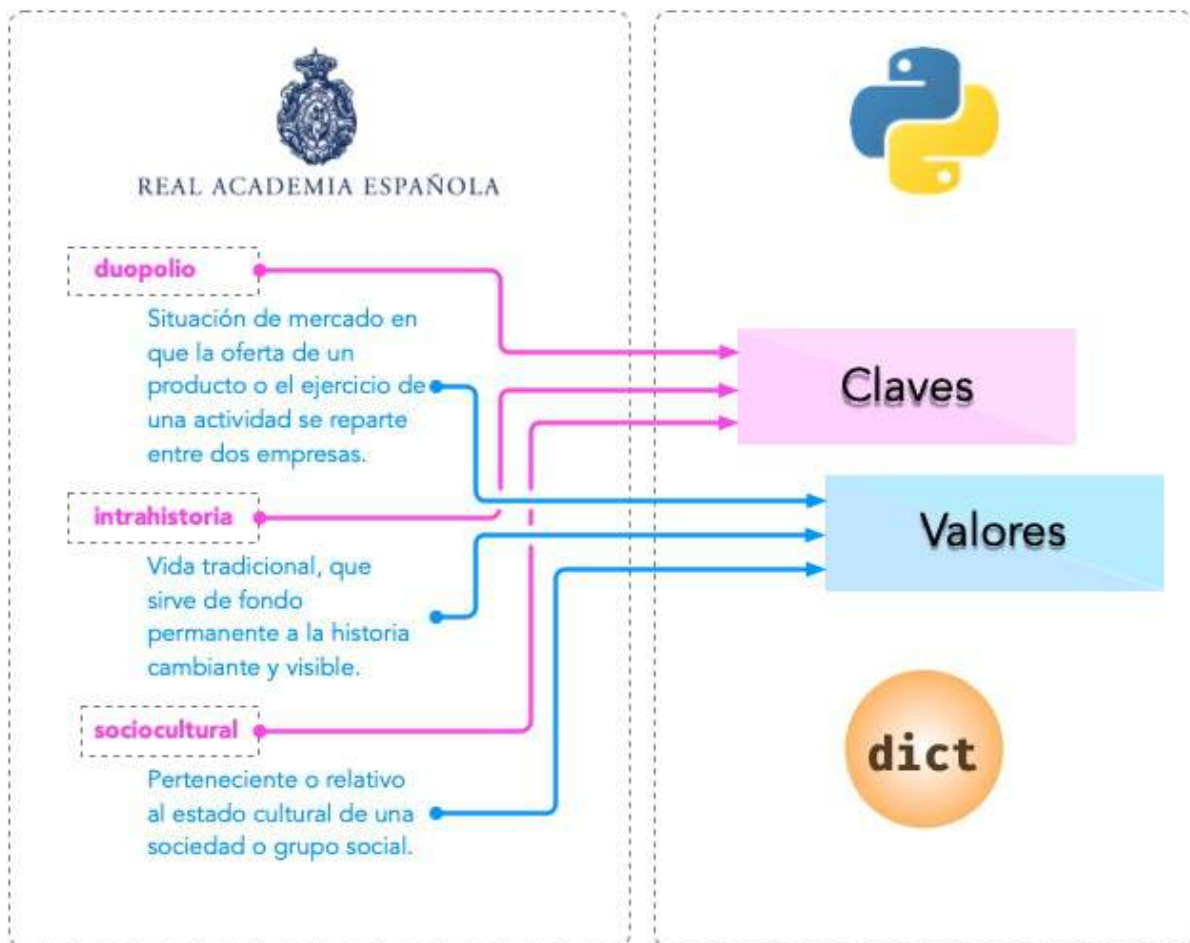 REAL ACADEMIA ESPAÑOLA
duopolio
Situación de mercado en
que la oferta de un
producto o el ejercicio de
una actividad se reparte
entre dos empresas.
intrahistoria
Vida tradicional, que
sirve de fondo
permanente a la historia
cambiante y visible.
sociocultural
Perteneciente o relativo
al estado cultural de una
sociedad o grupo social.
Claves
Valores
dict